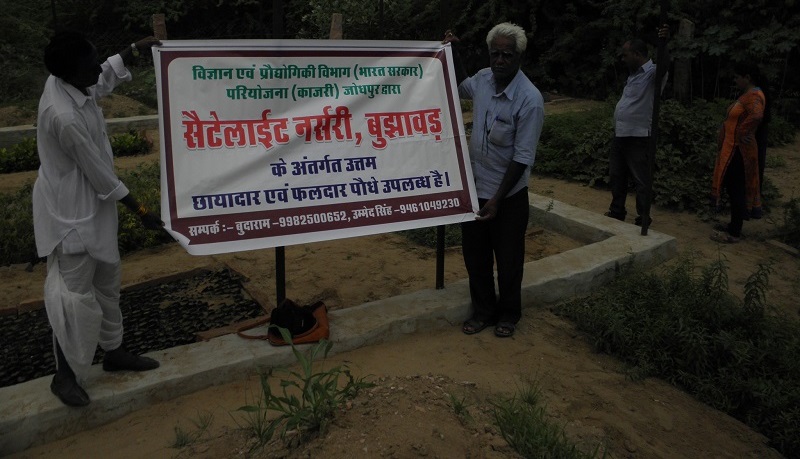 विज्ञान एवं प्रौद्योगिकी विभाग (भारत सरकार)
परियोजना (काजरी) जोधपुर द्वारा
सैटेलाईट नर्सरी, बुझावड़
के अंतर्गत उत्तम
छायादार एवं फलदार पौधे उपलब्ध है।
सम्पर्क :- बुदाराम -9982500652, उम्मेद सिंह -9461049230